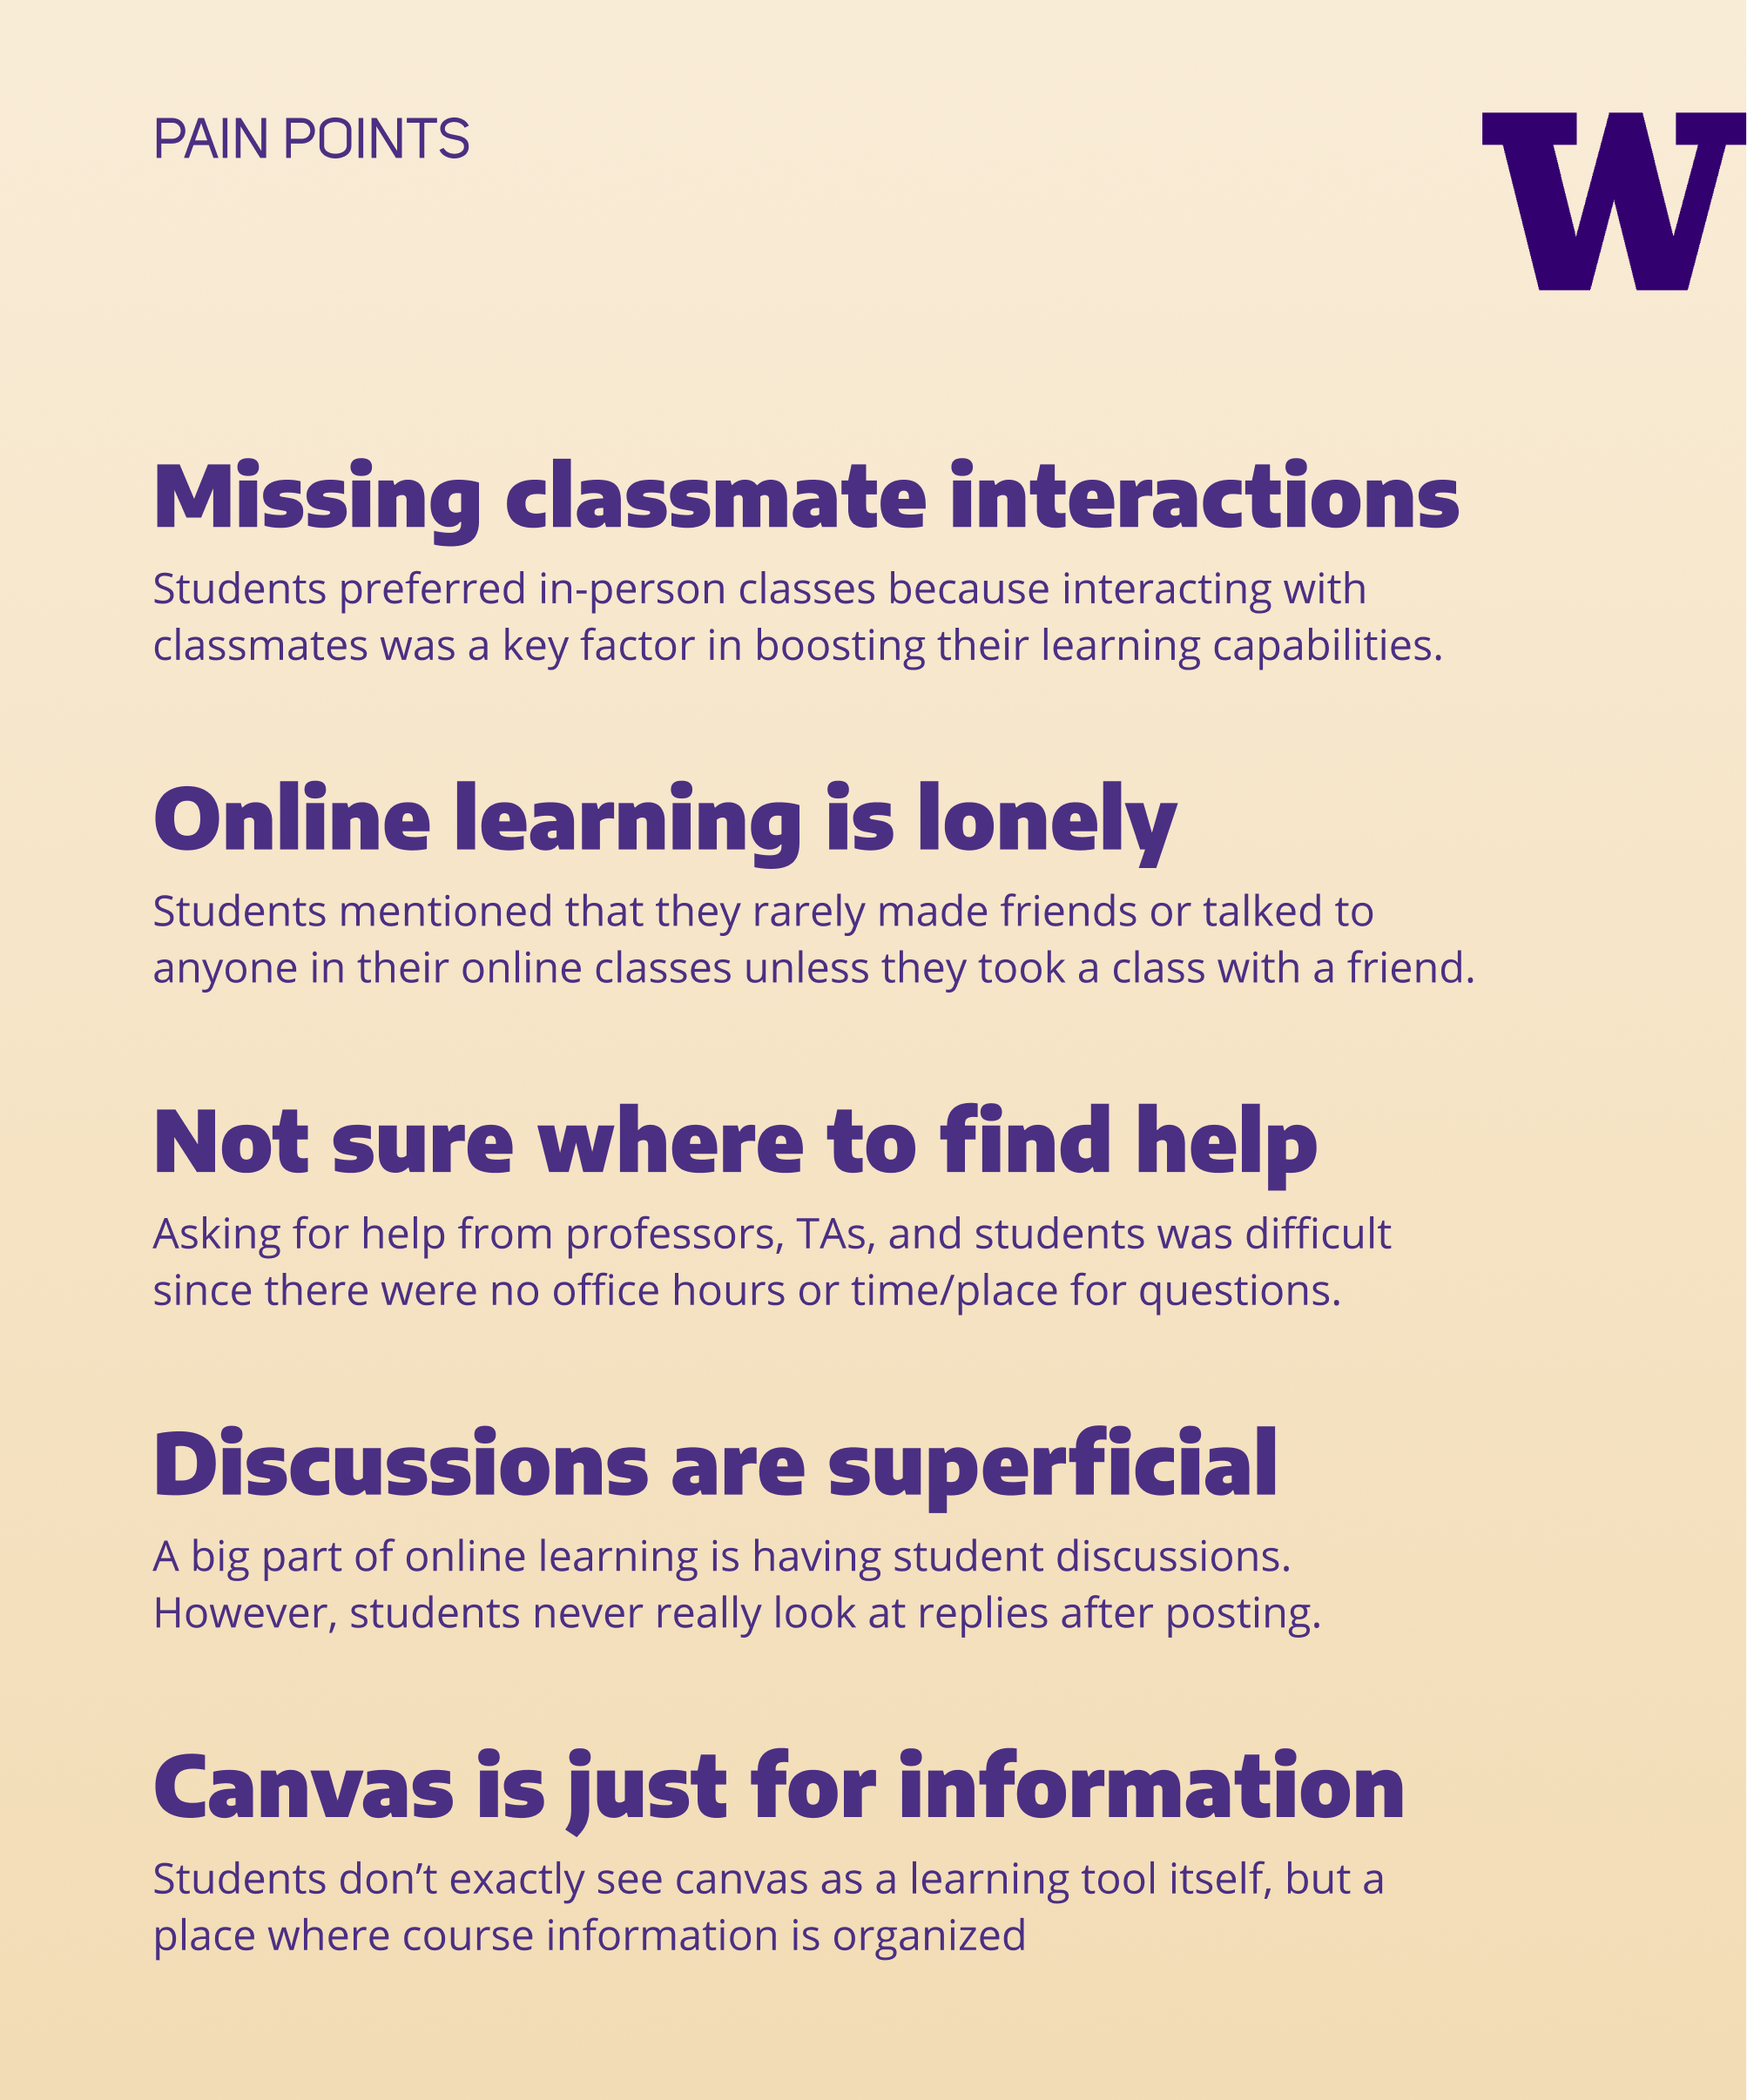 PAIN POINTS
W
Missing classmate interactions
Students preferred in-person classes because interacting with
classmates was a key factor in boosting their learning capabilities.
Online learning is lonely
Students mentioned that they rarely made friends or talked to
anyone in their online classes unless they took a class with a friend.
Not sure where to find help
Asking for help from professors, TAs, and students was difficult
since there were no office hours or time/place for questions.
Discussions are superficial
A big part of online learning is having student discussions.
However, students never really look at replies after posting.
Canvas is just for information
Students don’t exactly see canvas as a learning tool itself, but a
place where course information is organized